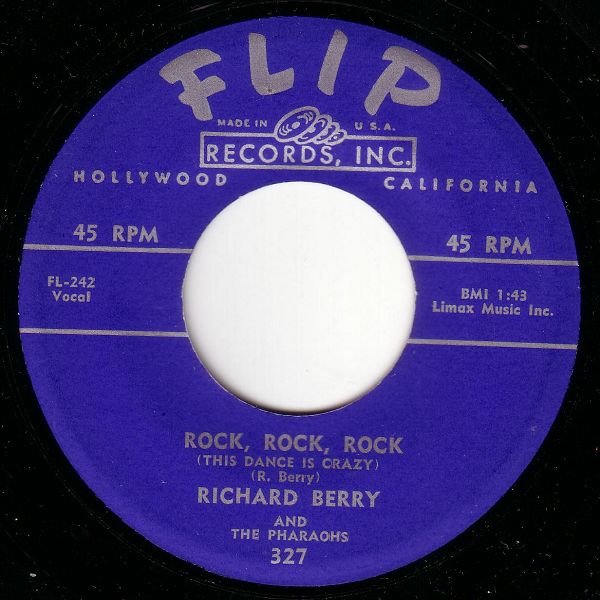 FLIP
MADE IN U.S.A.
RECORDS, INC.
HOLLYWOOD CALIFORNIA
45 RPM 45 RPM
FL-242
Vocal
BMI 1:43
Limax Music Inc.
ROCK, ROCK, ROCK
(THIS DANCE IS CRAZY)
(R. Berry)
RICHARD BERRY
AND
THE PHARAOHS
327